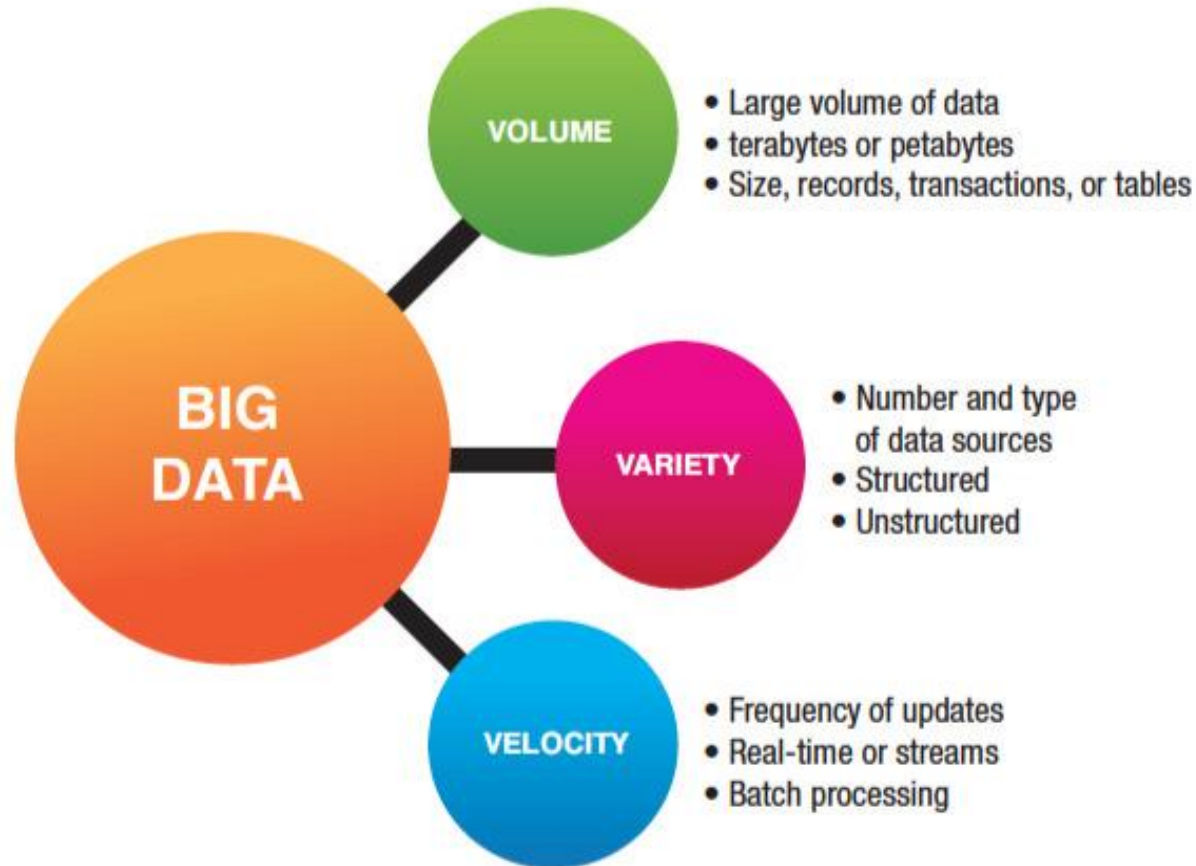 BIG
DATA
VOLUME
• Large volume of data
• terabytes or petabytes
• Size, records, transactions, or tables
VARIETY
• Number and type
of data sources
• Structured
• Unstructured
VELOCITY
• Frequency of updates
• Real-time or streams
• Batch processing